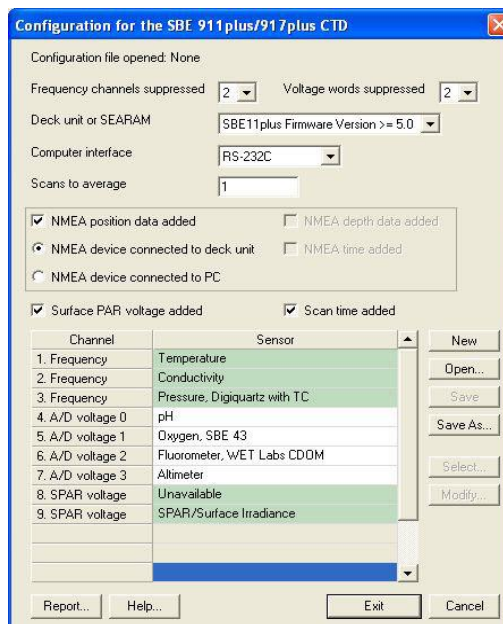 Configuration for the SBE 911plus/917plus CTD
Configuration file opened: None
Frequency channels suppressed 2 Voltage words suppressed 2
Deck unit or SEARAM SBE11plus Firmware Version >= 5.0
Computer interface RS-232C
Scans to average 1
NMEA position data added NMEA depth data added
NMEA device connected to deck unit NMEA time added
NMEA device connected to PC
Surface PAR voltage added Scan time added
Channel Sensor New
1. Frequency Temperature
2. Frequency Conductivity Open...
3. Frequency Pressure, Digiquartz with TC Save
4. A/D voltage 0 pH Save As...
5. A/D voltage 1 Oxygen, SBE 43
6. A/D voltage 2 Fluorometer, WET Labs CDOM Select...
7. A/D voltage 3 Altimeter
8. SPAR voltage Unavailable Modify...
9. SPAR voltage SPAR/Surface Irradiance
Report... Help... Exit Cancel